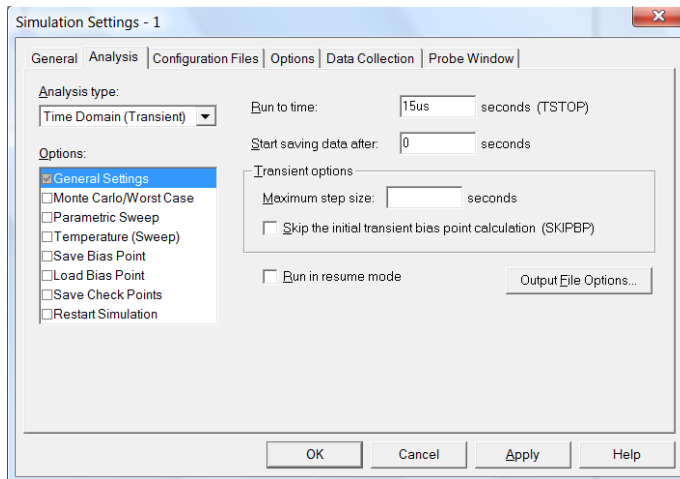 Simulation Settings - 1
General Analysis Configuration Files Options Data Collection Probe Window
Analysis type:
Time Domain (Transient)
Options:
General Settings
Monte Carlo/Worst Case
Parametric Sweep
Temperature (Sweep)
Save Bias Point
Load Bias Point
Save Check Points
Restart Simulation
Run to time: 15us seconds (TSTOP)
Start saving data after: 0 seconds
Transient options
Maximum step size: seconds
Skip the initial transient bias point calculation (SKIPBP)
Run in resume mode
Output File Options...
OK Cancel Apply Help